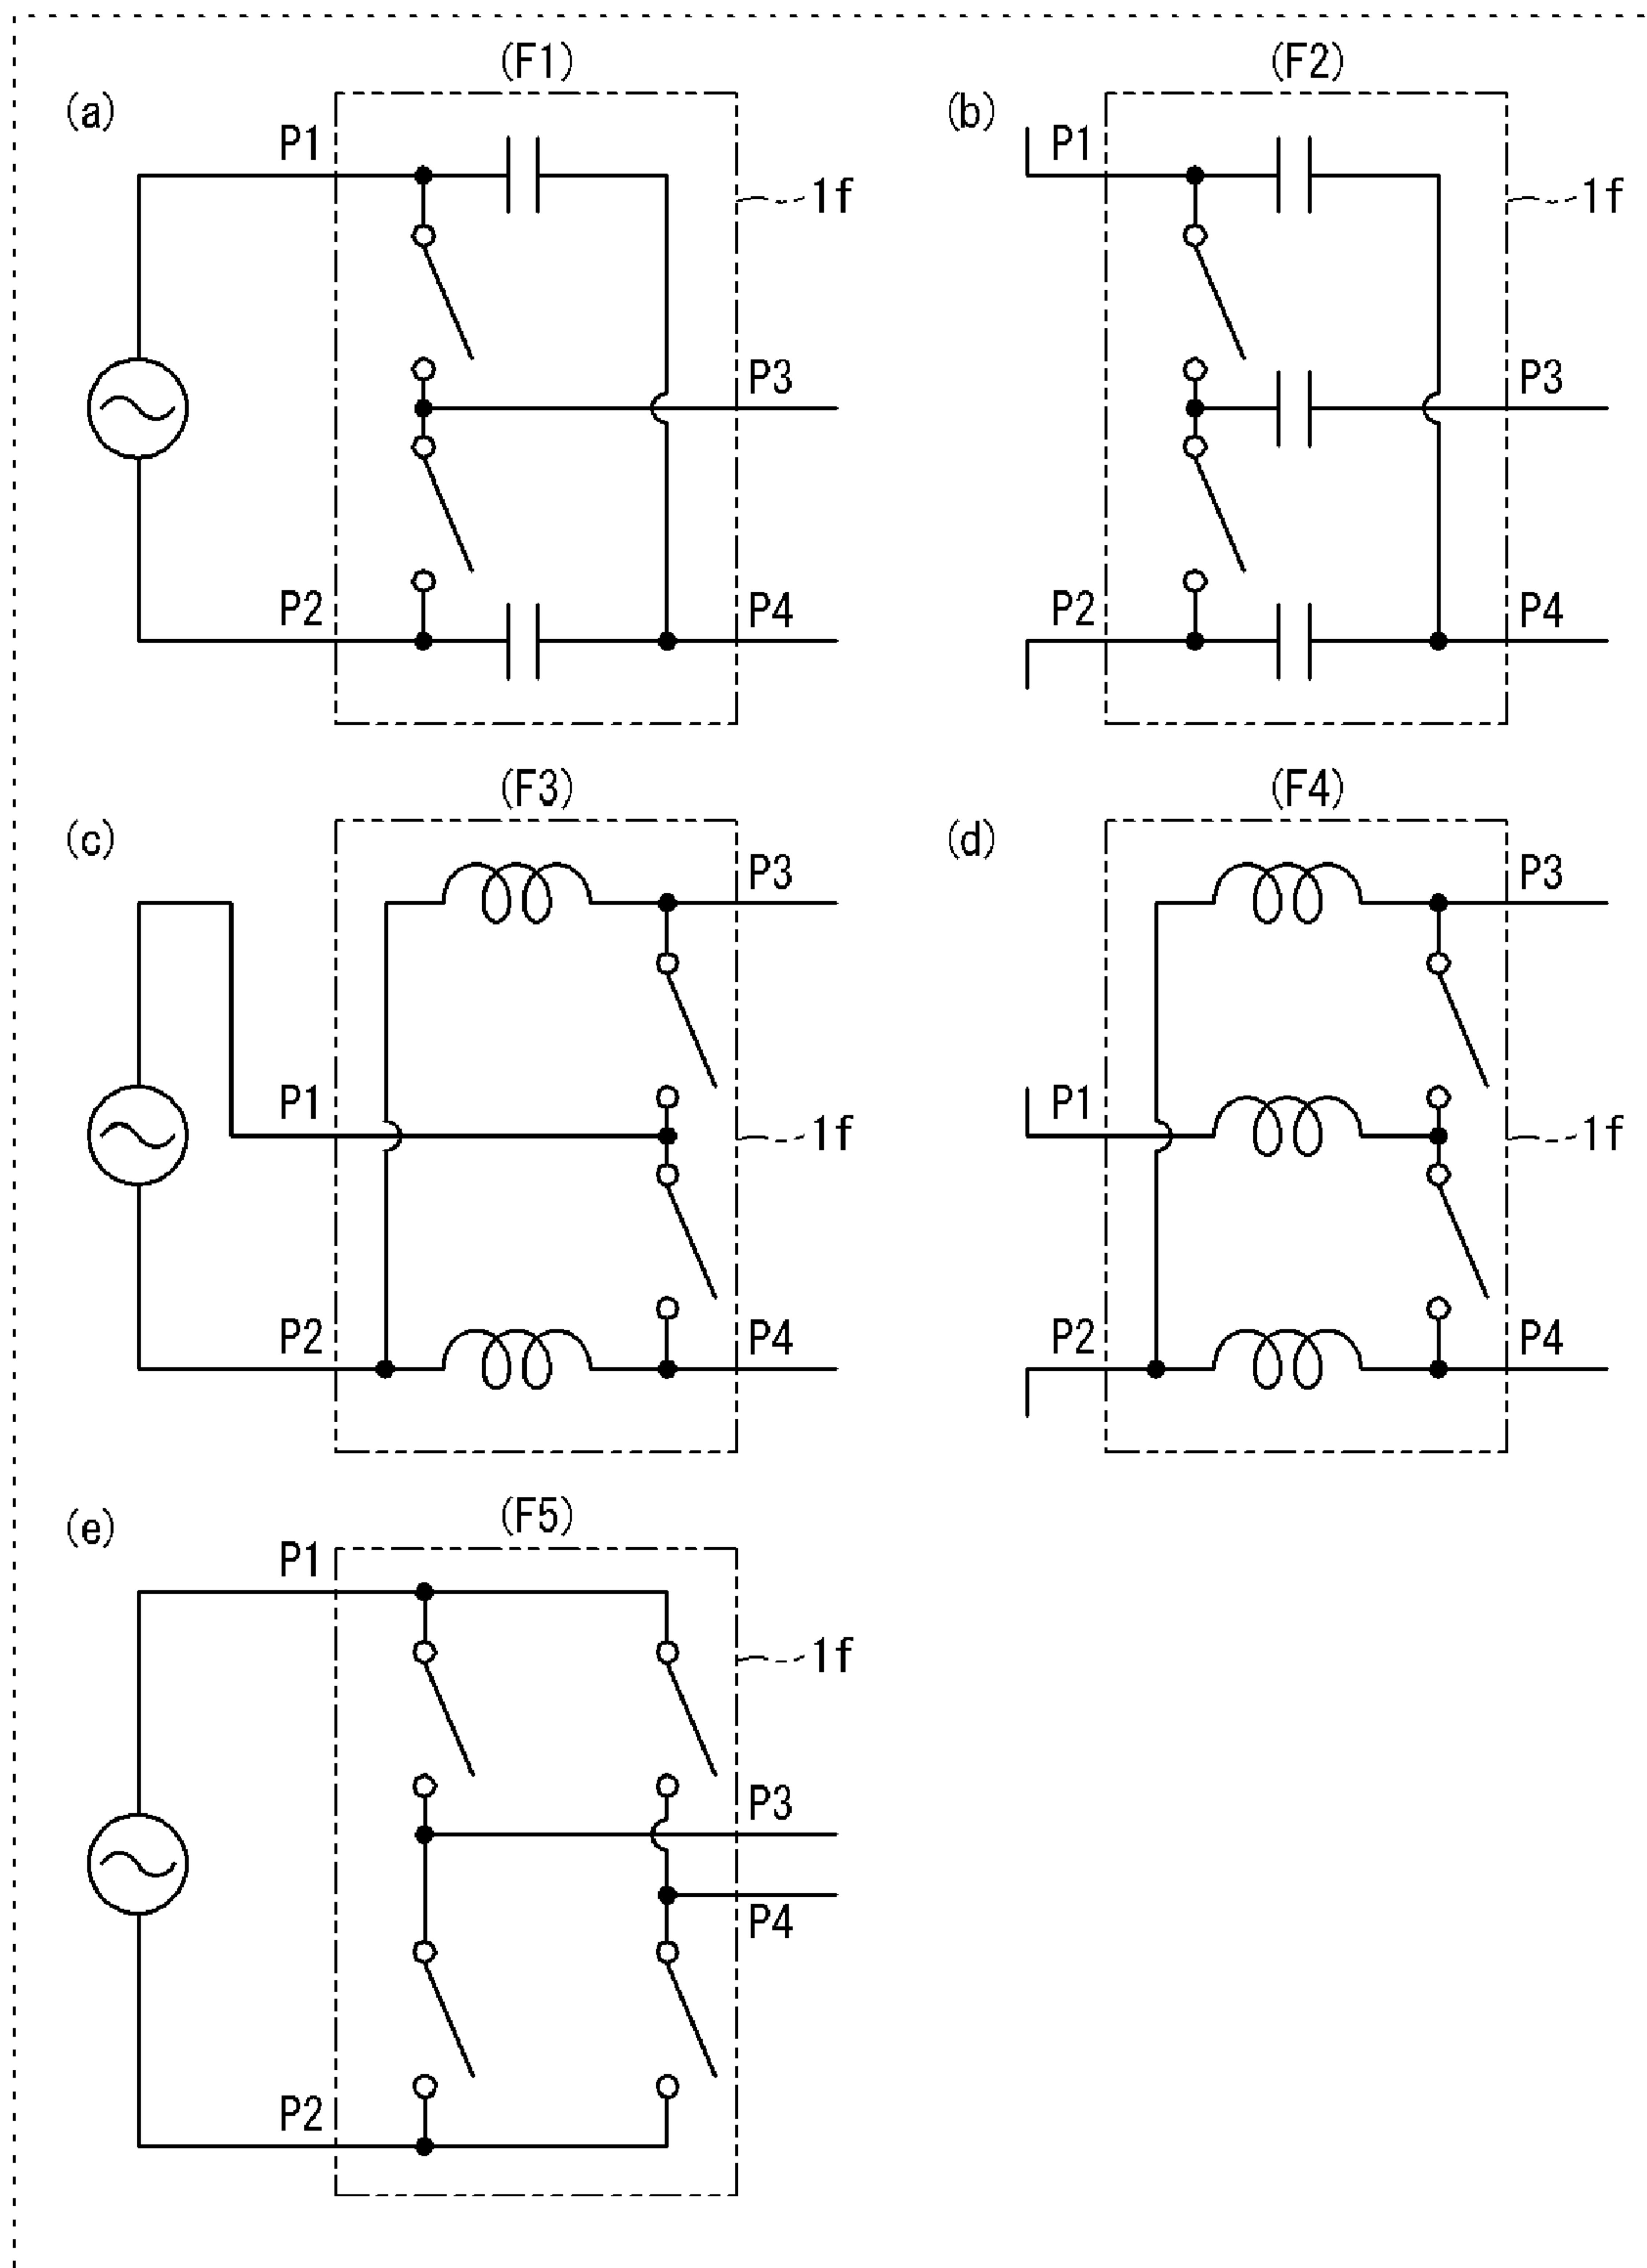 (F1)
(a)
P1
1f
P3
P2
P4
(F2)
(b)
P1
1f
P3
P2
P4
(F3)
(c)
P3
P1
1f
P2
P4
(F4)
(d)
P3
P1
1f
P2
P4
(F5)
(e)
P1
1f
P3
P4
P2